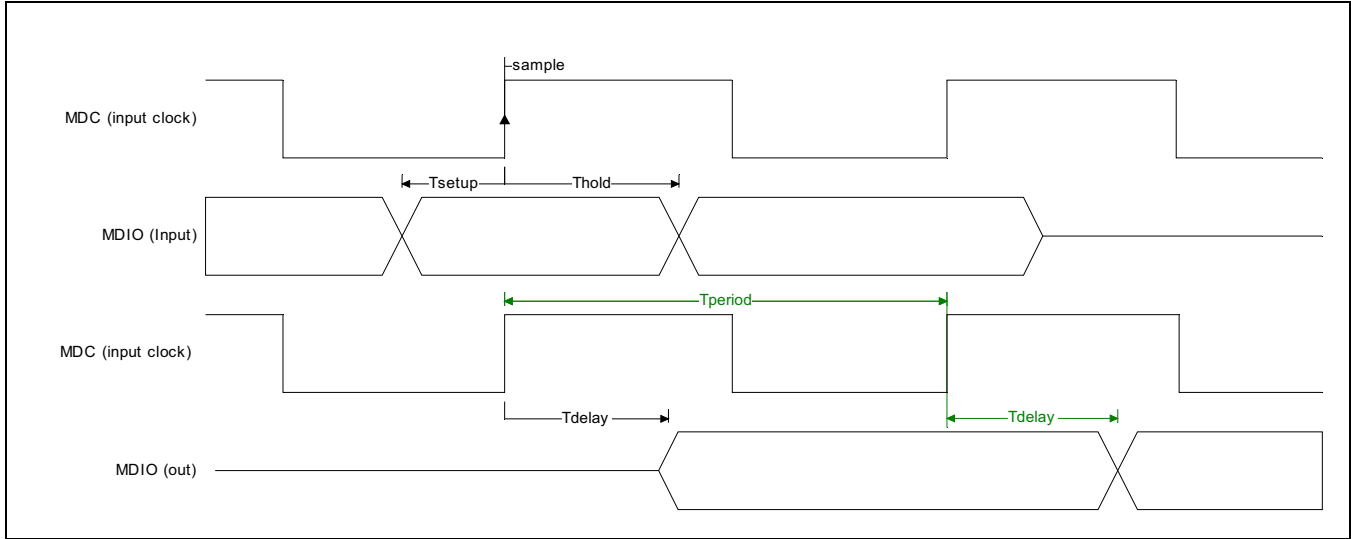 sample
MDC (input clock)
Tsetup
Thold
MDIO (Input)
Tperiod
MDC (input clock)
Tdelay
Tdelay
MDIO (out)